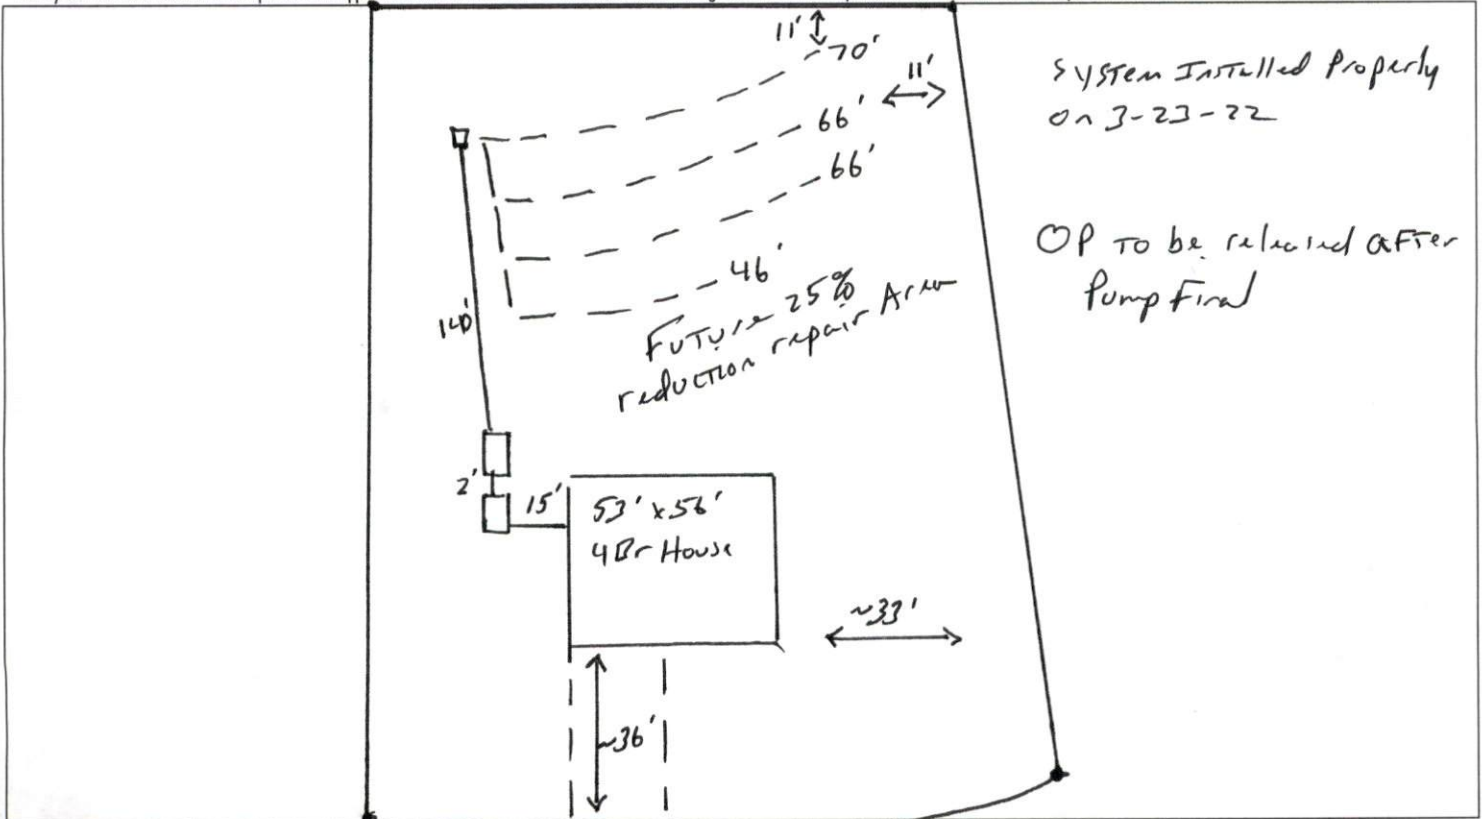 11'
70'
11'
66'
66'
46'
Future 25%
reduction repair Area
140'
2'
15'
53' x 56'
4Br House
~33'
~36'
System Installed Properly
on 3-23-22
OP To be released after
Pump Final